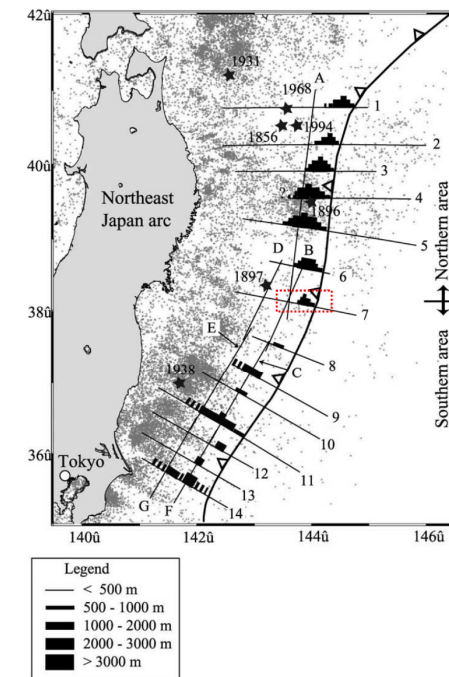 42û
40û
38û
36û
140û
142û
144û
146û
1931
1968
A
1856
1994
1
2
3
?
4
1896
5
Northeast
Japan arc
D
B
6
1897
7
E
8
1938
C
9
10
11
12
13
14
Tokyo
G
F
Northern area
Southern area
Legend
< 500 m
500 - 1000 m
1000 - 2000 m
2000 - 3000 m
> 3000 m